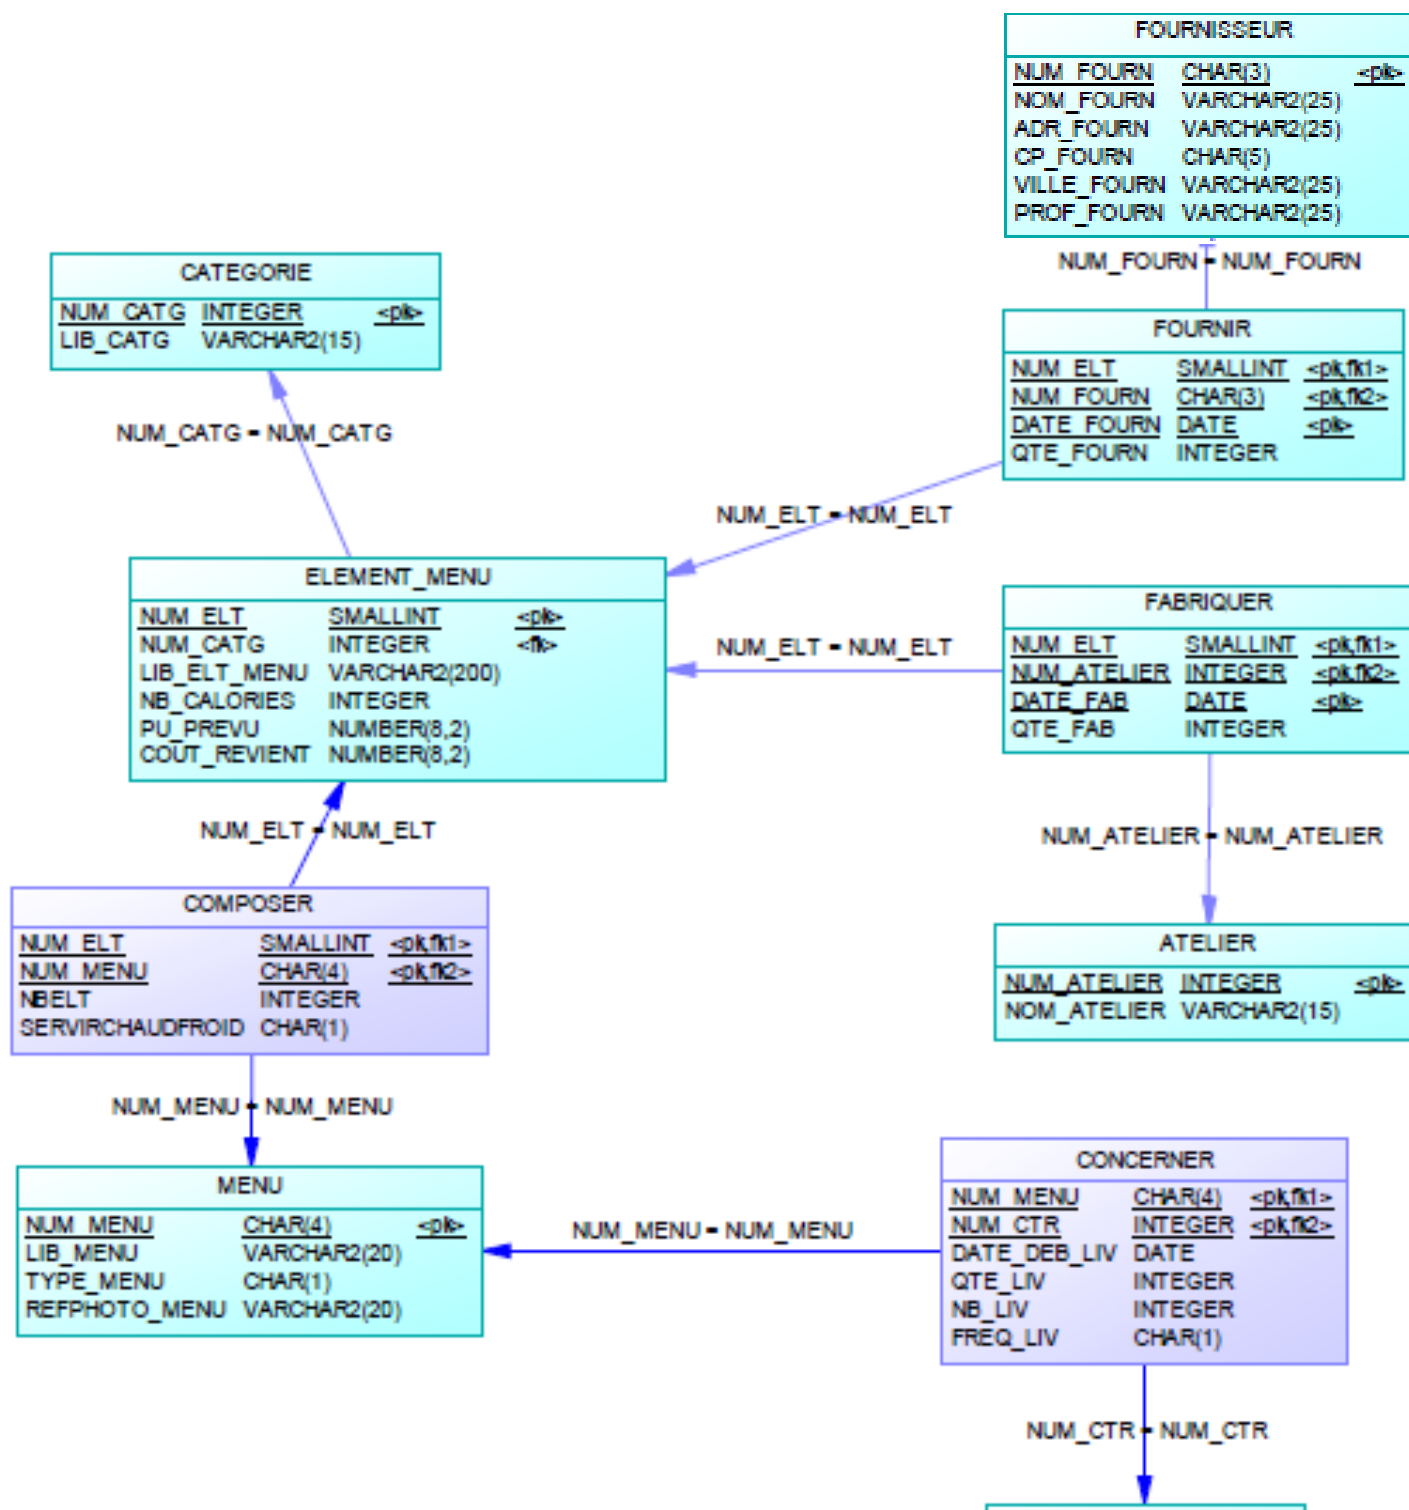 FOURNISSEUR
NUM_FOURN CHAR(3) <pk>
NOM_FOURN VARCHAR2(25)
ADR_FOURN VARCHAR2(25)
CP_FOURN CHAR(5)
VILLE_FOURN VARCHAR2(25)
PROF_FOURN VARCHAR2(25)
NUM_FOURN = NUM_FOURN
CATEGORIE
NUM_CATG INTEGER <pk>
LIB_CATG VARCHAR2(15)
NUM_CATG = NUM_CATG
FOURNIR
NUM_ELT SMALLINT <pk,fk1>
NUM_FOURN CHAR(3) <pk,fk2>
DATE_FOURN DATE <pk>
QTE_FOURN INTEGER
NUM_ELT = NUM_ELT
ELEMENT_MENU
NUM_ELT SMALLINT <pk>
NUM_CATG INTEGER <fk>
LIB_ELT_MENU VARCHAR2(200)
NB_CALORIES INTEGER
PU_PREVU NUMBER(8,2)
COUT_REVIENT NUMBER(8,2)
NUM_ELT = NUM_ELT
FABRIQUER
NUM_ELT SMALLINT <pk,fk1>
NUM_ATELIER INTEGER <pk,fk2>
DATE_FAB DATE <pk>
QTE_FAB INTEGER
NUM_ELT = NUM_ELT
NUM_ATELIER = NUM_ATELIER
COMPOSER
NUM_ELT SMALLINT <pk,fk1>
NUM_MENU CHAR(4) <pk,fk2>
NBELT INTEGER
SERVIRCHAUDFROID CHAR(1)
ATELIER
NUM_ATELIER INTEGER <pk>
NOM_ATELIER VARCHAR2(15)
NUM_MENU = NUM_MENU
MENU
NUM_MENU CHAR(4) <pk>
LIB_MENU VARCHAR2(20)
TYPE_MENU CHAR(1)
REFPHOTO_MENU VARCHAR2(20)
NUM_MENU = NUM_MENU
CONCERNER
NUM_MENU CHAR(4) <pk,fk1>
NUM_CTR INTEGER <pk,fk2>
DATE_DEB_LIV DATE
QTE_LIV INTEGER
NB_LIV INTEGER
FREQ_LIV CHAR(1)
NUM_CTR = NUM_CTR